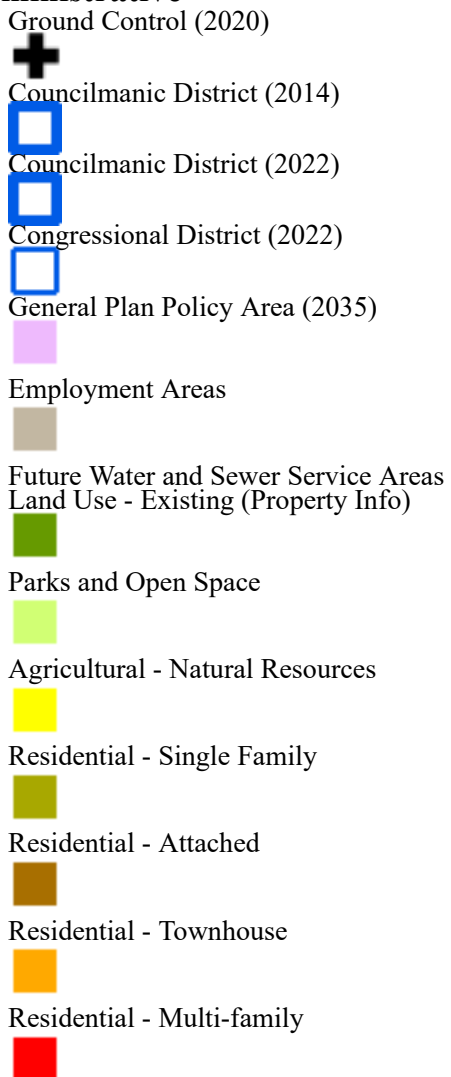 Ground Control (2020)
Councilmanic District (2014)
Councilmanic District (2022)
Congressional District (2022)
General Plan Policy Area (2035)
Employment Areas
Future Water and Sewer Service Areas
Land Use - Existing (Property Info)
Parks and Open Space
Agricultural - Natural Resources
Residential - Single Family
Residential - Attached
Residential - Townhouse
Residential - Multi-family